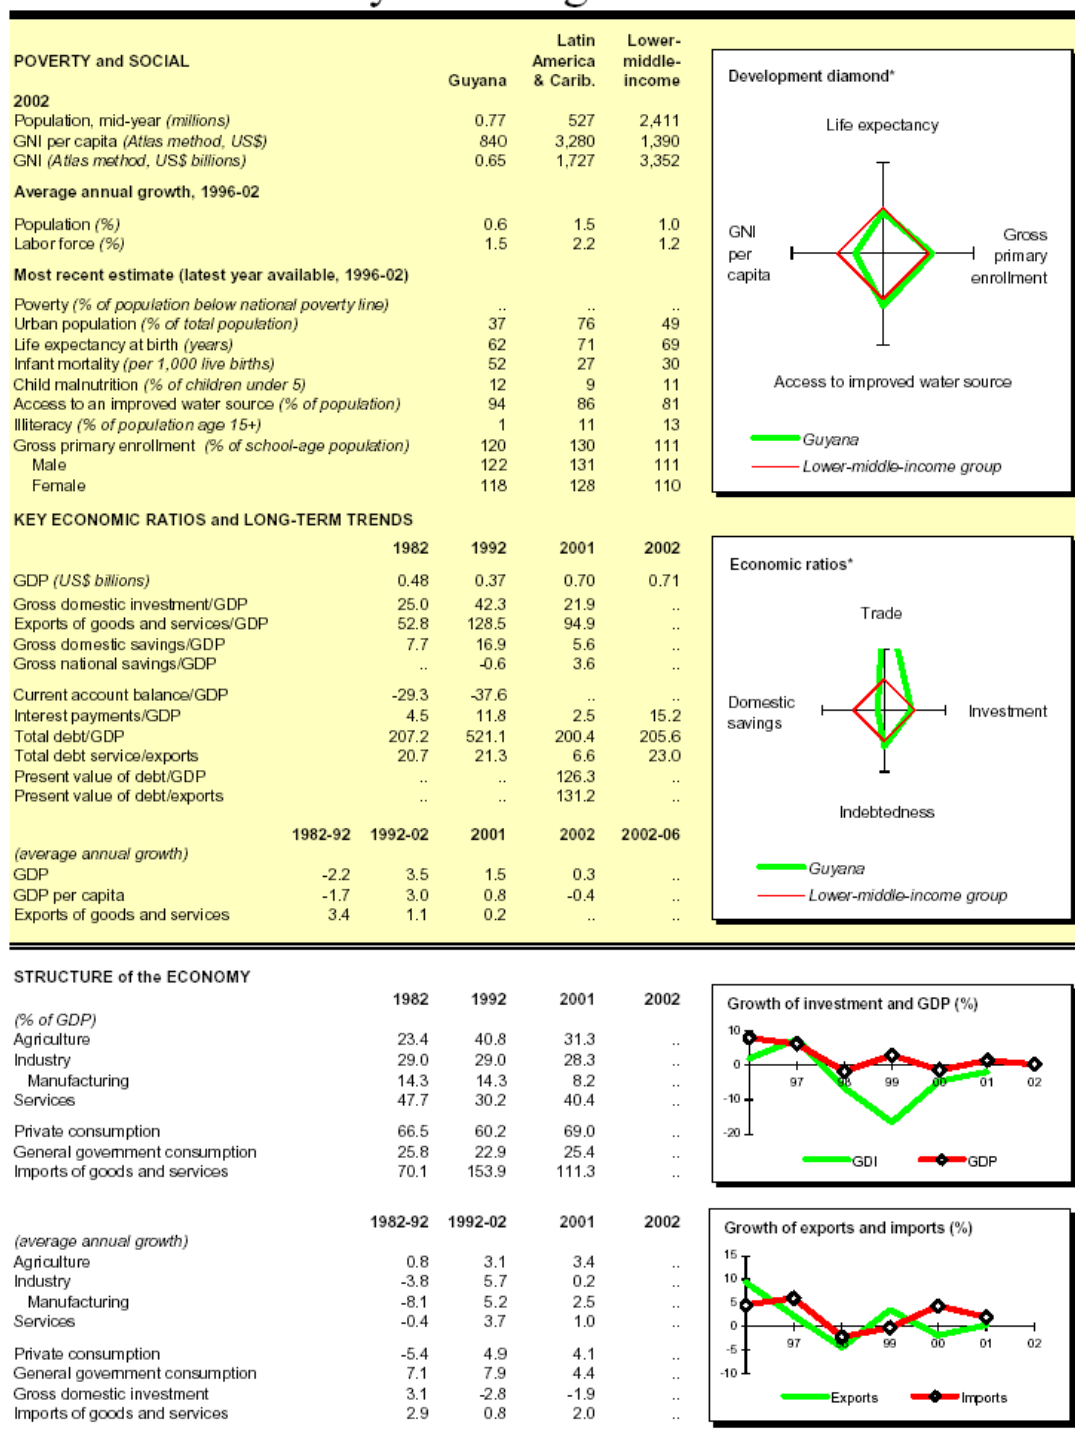 POVERTY and SOCIAL Guyana Latin America & Carib. Lower-middle-income
2002
Population, mid-year (millions) 0.77 527 2,411
GNI per capita (Atlas method, US$) 840 3,280 1,390
GNI (Atlas method, US$ billions) 0.65 1,727 3,352
Average annual growth, 1996-02
Population (%) 0.6 1.5 1.0
Labor force (%) 1.5 2.2 1.2
Most recent estimate (latest year available, 1996-02)
Poverty (% of population below national poverty line) .. .. ..
Urban population (% of total population) 37 76 49
Life expectancy at birth (years) 62 71 69
Infant mortality (per 1,000 live births) 52 27 30
Child malnutrition (% of children under 5) 12 9 11
Access to an improved water source (% of population) 94 86 81
Illiteracy (% of population age 15+) 1 11 13
Gross primary enrollment (% of school-age population) 120 130 111
Male 122 131 111
Female 118 128 110
Development diamond*
Life expectancy
GNI per capita
Gross primary enrollment
Access to improved water source
Guyana
Lower-middle-income group
KEY ECONOMIC RATIOS and LONG-TERM TRENDS
1982 1992 2001 2002
GDP (US$ billions) 0.48 0.37 0.70 0.71
Gross domestic investment/GDP 25.0 42.3 21.9 ..
Exports of goods and services/GDP 52.8 128.5 94.9 ..
Gross domestic savings/GDP 7.7 16.9 5.6 ..
Gross national savings/GDP .. -0.6 3.6 ..
Current account balance/GDP -29.3 -37.6 .. ..
Interest payments/GDP 4.5 11.8 2.5 15.2
Total debt/GDP 207.2 521.1 200.4 205.6
Total debt service/exports 20.7 21.3 6.6 23.0
Present value of debt/GDP .. .. 126.3 ..
Present value of debt/exports .. .. 131.2 ..
1982-92 1992-02 2001 2002 2002-06
(average annual growth)
GDP -2.2 3.5 1.5 0.3 ..
GDP per capita -1.7 3.0 0.8 -0.4 ..
Exports of goods and services 3.4 1.1 0.2 .. ..
Economic ratios*
Trade
Domestic savings
Investment
Indebtedness
Guyana
Lower-middle-income group
STRUCTURE of the ECONOMY
1982 1992 2001 2002
(% of GDP)
Agriculture 23.4 40.8 31.3 ..
Industry 29.0 29.0 28.3 ..
Manufacturing 14.3 14.3 8.2 ..
Services 47.7 30.2 40.4 ..
Private consumption 66.5 60.2 69.0 ..
General government consumption 25.8 22.9 25.4 ..
Imports of goods and services 70.1 153.9 111.3 ..
Growth of investment and GDP (%)
10
0
-10
-20
97 98 99 00 01 02
GDI GDP
1982-92 1992-02 2001 2002
(average annual growth)
Agriculture 0.8 3.1 3.4 ..
Industry -3.8 5.7 0.2 ..
Manufacturing -8.1 5.2 2.5 ..
Services -0.4 3.7 1.0 ..
Private consumption -5.4 4.9 4.1 ..
General government consumption 7.1 7.9 4.4 ..
Gross domestic investment 3.1 -2.8 -1.9 ..
Imports of goods and services 2.9 0.8 2.0 ..
Growth of exports and imports (%)
15
10
5
0
-5
-10
97 98 99 00 01 02
Exports Imports